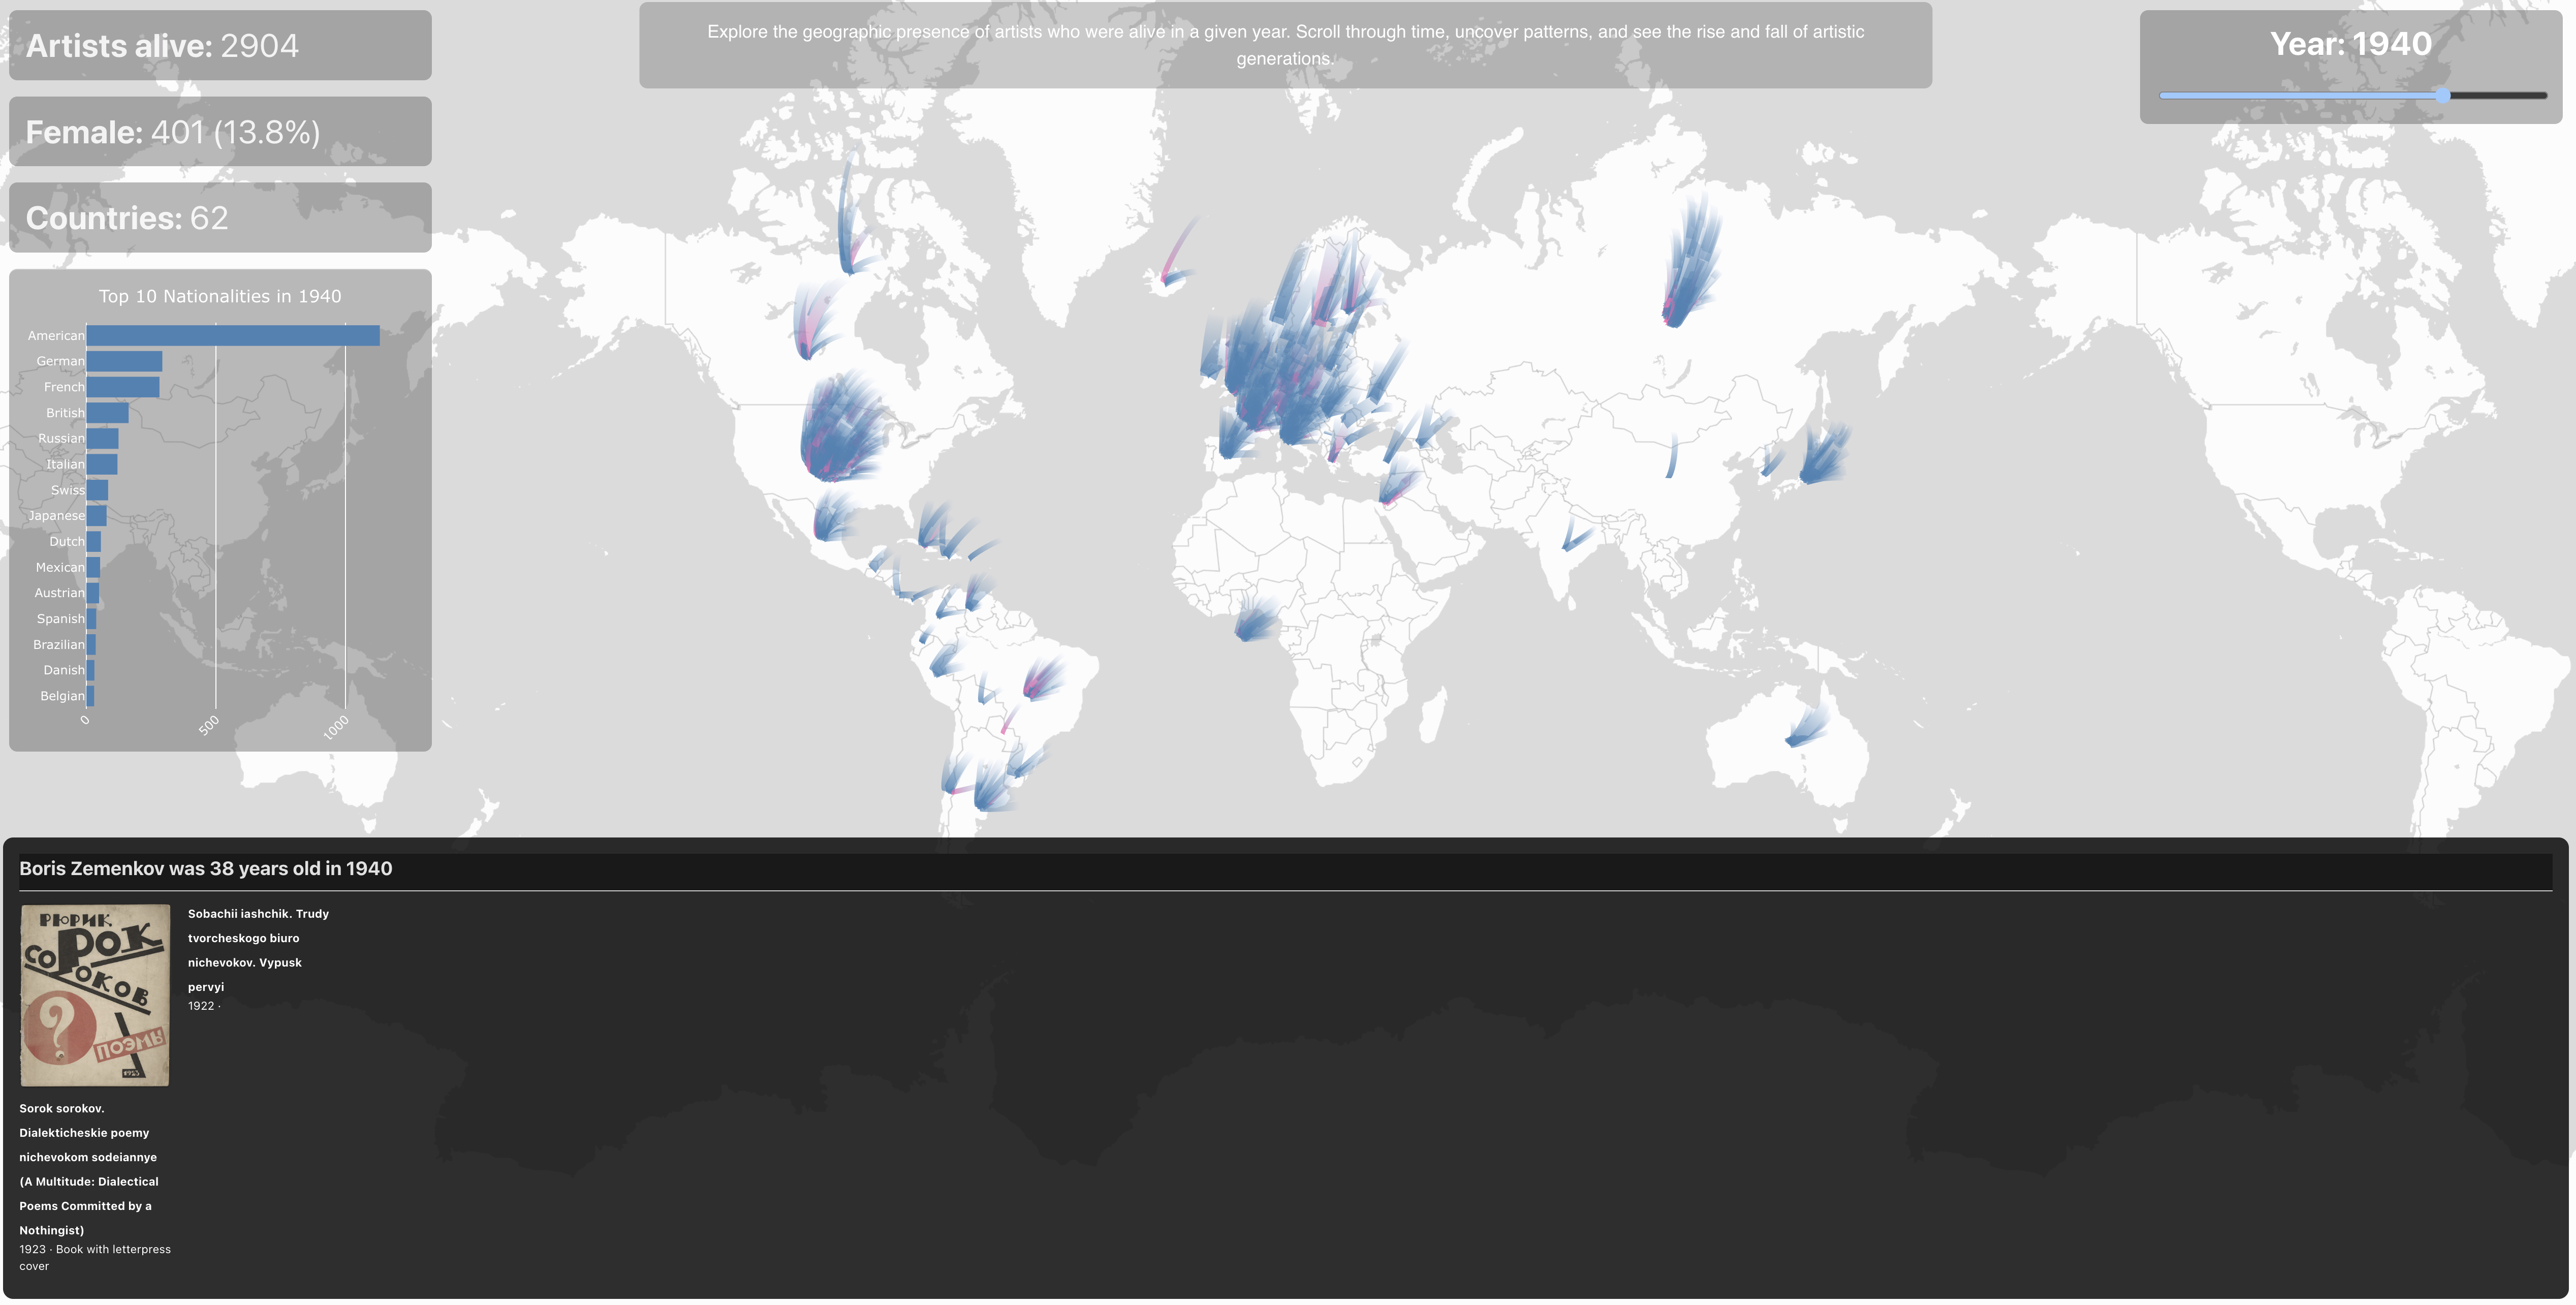 Artists alive: 2904
Female: 401 (13.8%)
Countries: 62
Explore the geographic presence of artists who were alive in a given year. Scroll through time, uncover patterns, and see the rise and fall of artistic
generations.
Year: 1940
Top 10 Nationalities in 1940
American
German
French
British
Russian
Italian
Swiss
Japanese
Dutch
Mexican
Austrian
Spanish
Brazilian
Danish
Belgian
0
500
1000
Boris Zemenkov was 38 years old in 1940
РЮРИК
РОК
СО
РОКОВ
?
ПОЭМЫ
Sorok sorokov.
Dialekticheskie poemy
nichevokom sodeiannye
(A Multitude: Dialectical
Poems Committed by a
Nothingist)
1923 · Book with letterpress
cover
Sobachii iashchik. Trudy
tvorcheskogo biuro
nichevokov. Vypusk
pervyi
1922 ·